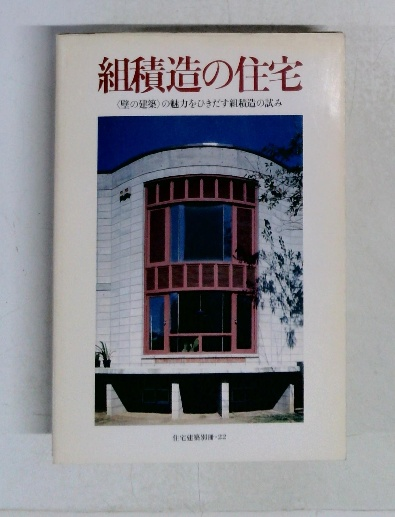 組積造の住宅
〈壁の建築〉の魅力をひきだす組積造の試み
住宅建築別冊・22